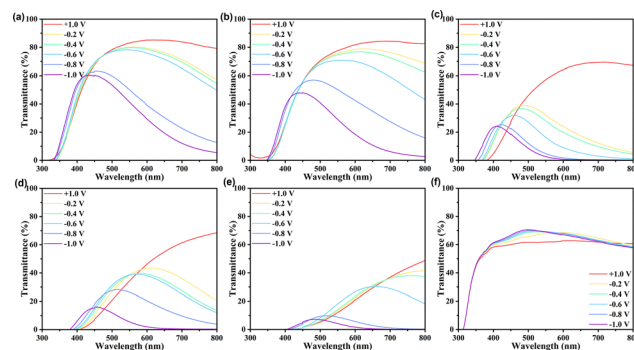 (a)
+1.0 V
-0.2 V
-0.4 V
-0.6 V
-0.8 V
-1.0 V
Transmittance (%)
100
80
60
40
20
0
300 400 500 600 700 800
Wavelength (nm)
(b)
+1.0 V
-0.2 V
-0.4 V
-0.6 V
-0.8 V
-1.0 V
Transmittance (%)
100
80
60
40
20
0
300 400 500 600 700 800
Wavelength (nm)
(c)
+1.0 V
-0.2 V
-0.4 V
-0.6 V
-0.8 V
-1.0 V
Transmittance (%)
100
80
60
40
20
0
300 400 500 600 700 800
Wavelength (nm)
(d)
+1.0 V
-0.2 V
-0.4 V
-0.6 V
-0.8 V
-1.0 V
Transmittance (%)
100
80
60
40
20
0
300 400 500 600 700 800
Wavelength (nm)
(e)
+1.0 V
-0.2 V
-0.4 V
-0.6 V
-0.8 V
-1.0 V
Transmittance (%)
100
80
60
40
20
0
300 400 500 600 700 800
Wavelength (nm)
(f)
+1.0 V
-0.2 V
-0.4 V
-0.6 V
-0.8 V
-1.0 V
Transmittance (%)
100
80
60
40
20
0
300 400 500 600 700 800
Wavelength (nm)